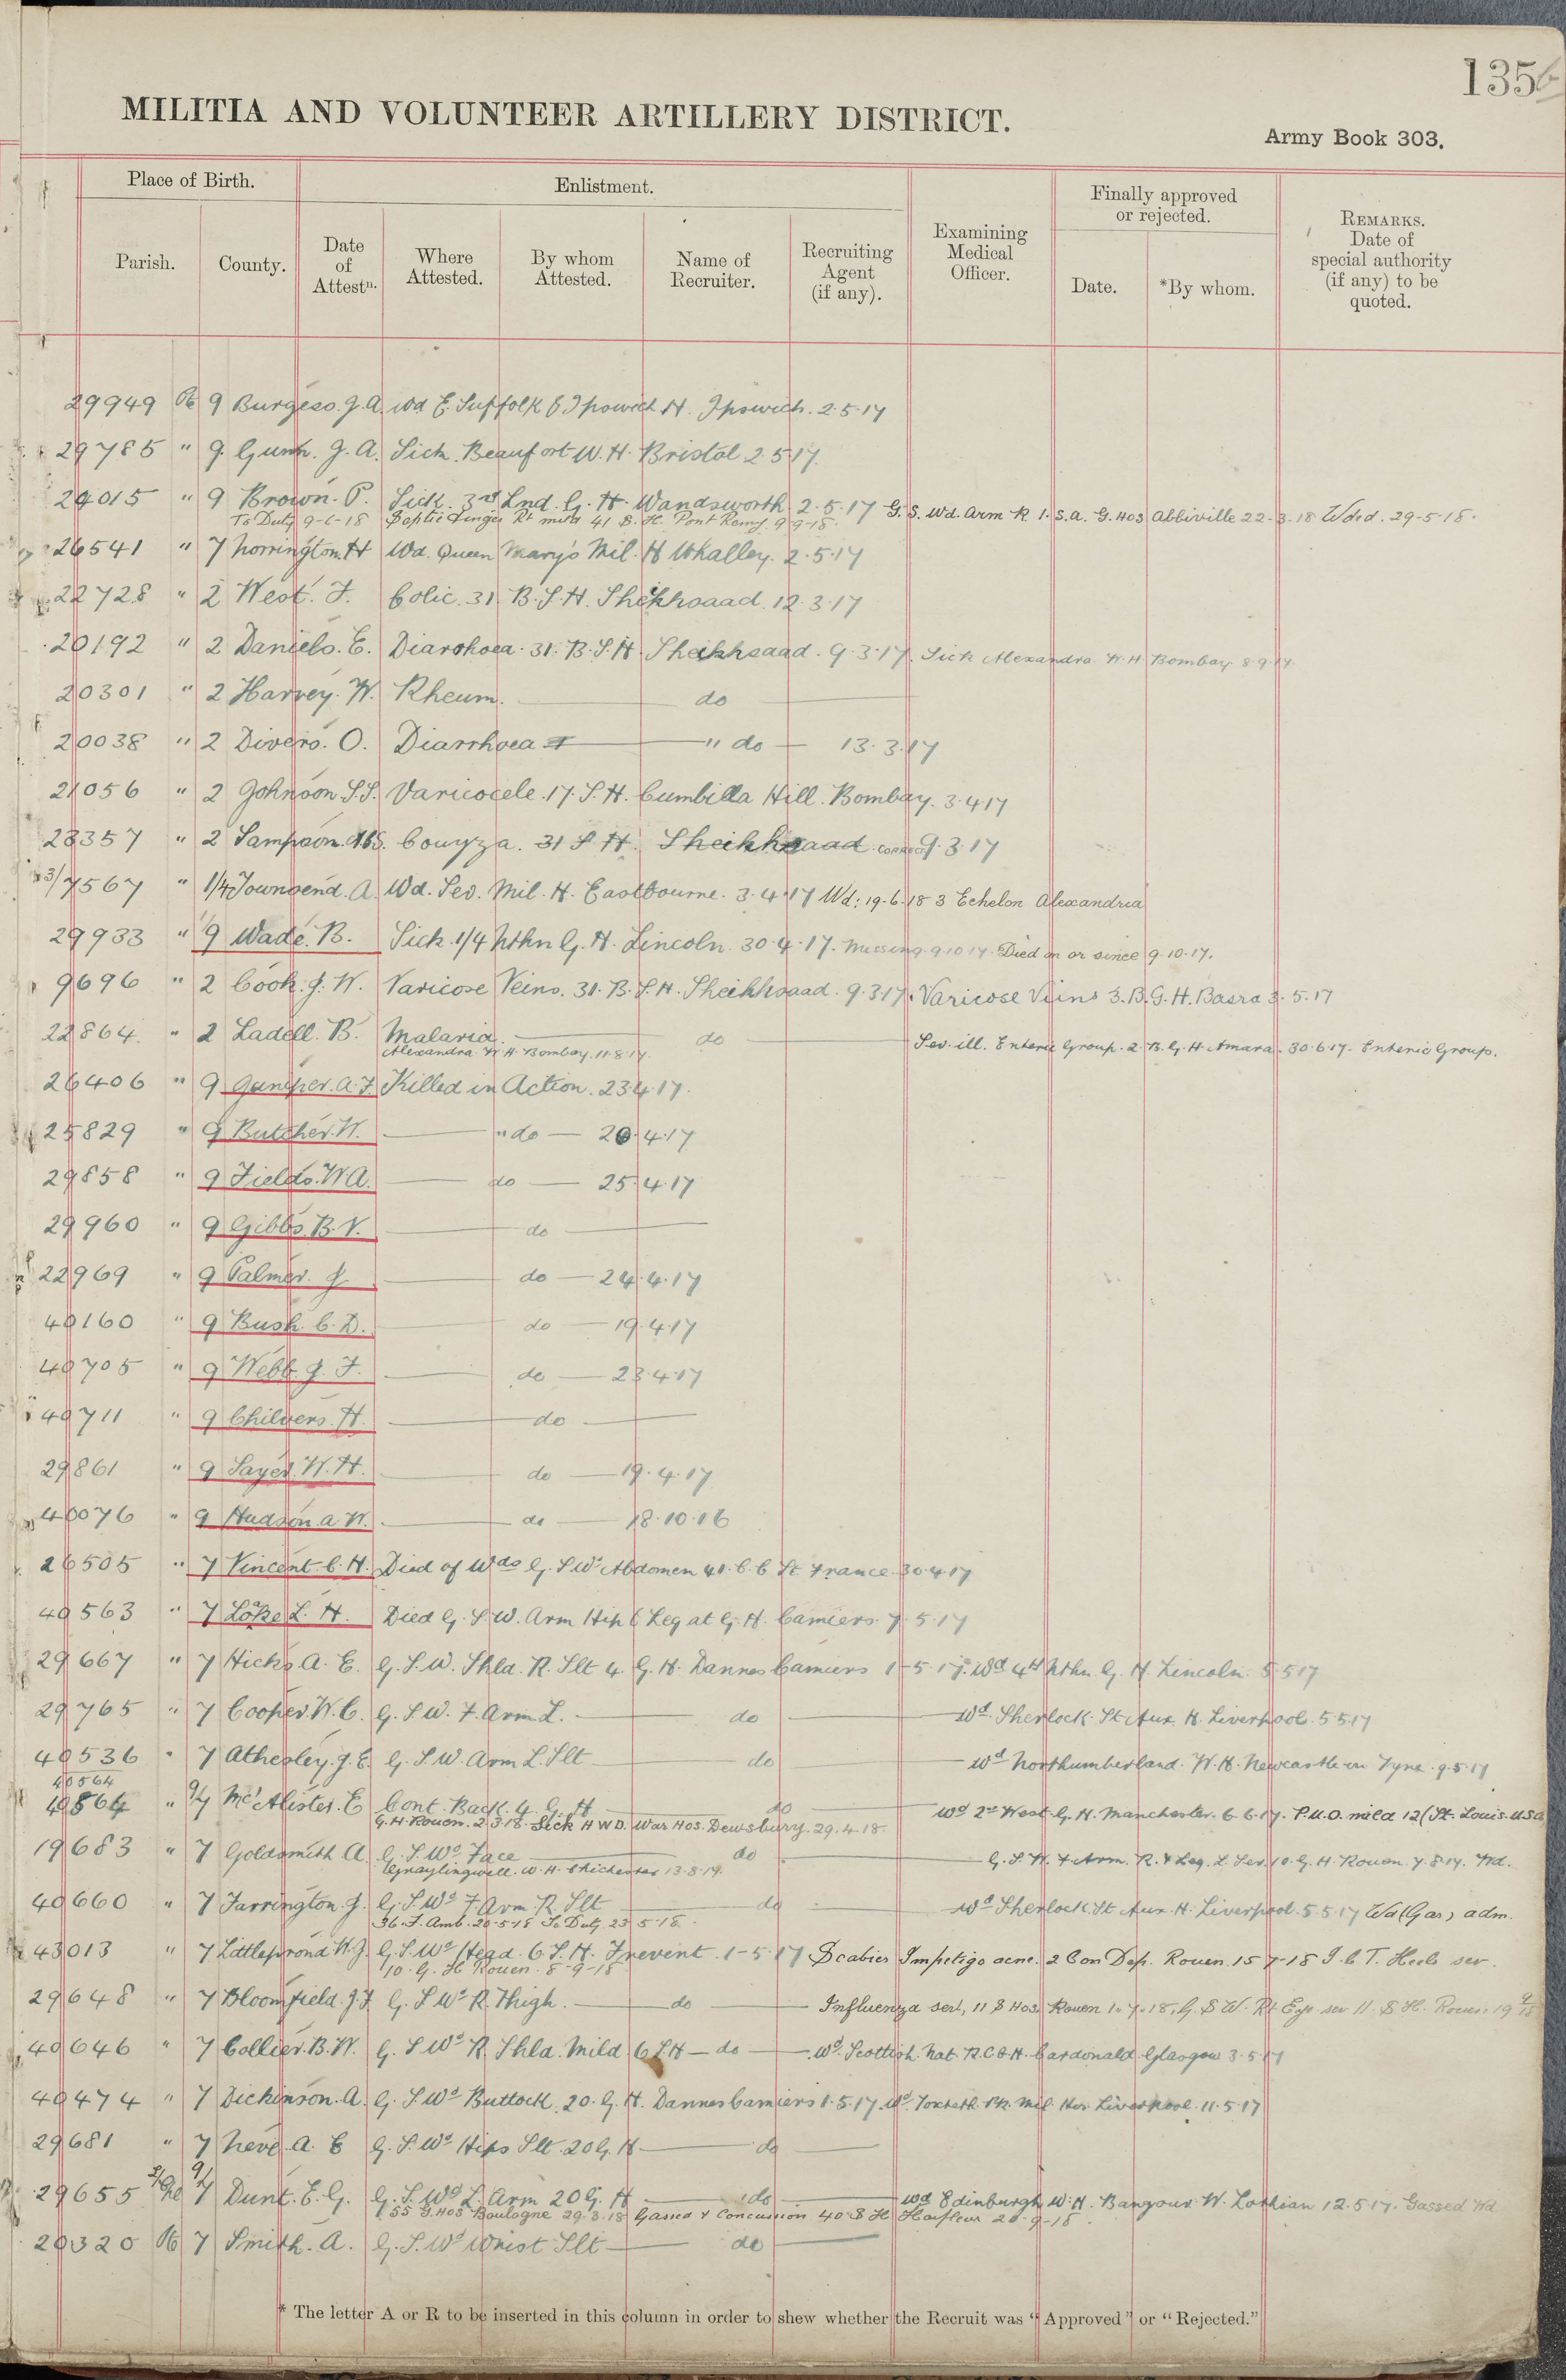 135
MILITIA AND VOLUNTEER ARTILLERY DISTRICT.
Army Book 303.
Place of Birth.
Enlistment.
Finally approved or rejected.
Parish.
County.
Date of Attestn.
Where Attested.
By whom Attested.
Name of Recruiter.
Recruiting Agent (if any).
Examining Medical Officer.
Date.
*By whom.
REMARKS. Date of special authority (if any) to be quoted.
29949 Pte 9 Burgess. J. A. Wd E. Suffolk & Ipswich H. Ipswich. 2.5.17
29785 " 9 Gunn. J. A. Sick. Beaufort W. H. Bristol 2.5.17.
29015 " 9 Brown. P. Sick. 3rd Lnd. G. H. Wandsworth 2.5.17 G.S. Wd. Arm R 1. S.A. G. Hos Abbiville 22.3.18 Wdd. 29-5-18.
To Duty 9-6-18 Septic Finger Rt mild 41 S. H. Pont Remy. 9-9-18.
26541 " 7 Norrington. H Wd. Queen Mary's Mil. H Whalley. 2.5.17
22728 " 2 West. F. Colic. 31 B. S. H. Sheikhsaad. 12.3.17
20192 " 2 Daniels. E. Diarrhoea. 31. B. S. H. Sheikhsaad. 9.3.17. Sick Alexandra W. H Bombay 8.9.17.
20301 " 2 Harvey. W. Rheum. do
20038 " 2 Divers. O. Diarrhoea " do 13.3.17
21056 " 2 Johnson. S.S. Varicocele. 17. S. H. Cumbilla Hill. Bombay. 3.4.17
23357 " 2 Sampson. Couyza. 31 S. H. Sheikhsaad 9.3.17
3/7567 " 1/4 Townsend. A. Wd. Sev. Mil. H. Eastbourne. 3.4.17 Wd: 19-6-18 3 Echelon Alexandria
29933 " 9 Wade. B. Sick. 1/4 Nthn G. H. Lincoln. 30.4.17. Missing 9.10.17. Died on or since 9.10.17.
9696 " 2 Cook. J. W. Varicose Veins. 31. B. S. H. Sheikhsaad. 9.3.17. Varicose Viens 3. B. G. H. Basra 3.5.17
22864. " 2 Ladell. B. Malaria. do Sev. ill. Enteric Group. 2. B. G. H. Amara. 30.6.17. Enteric Group.
Alexandra W. H. Bombay. 11.8.17.
26406 " 9 Juniper. A. F. Killed in Action. 23.4.17.
25829 " 9 Butcher. W. " do 20.4.17
29858 " 9 Fields. W. A. do 25.4.17
29960 " 9 Gibbs. B. V. do
22969 " 9 Palmer. J. do 24.4.17
40160 " 9 Bush. C. D. do 19.4.17
40705 " 9 Webb. J. F. do 23.4.17
40711 " 9 Chilvers. H. do
29861 " 9 Sayer. W. H. do 19.4.17
40076 " 9 Hudson. A. W. do 18.10.16
26505 " 7 Vincent. C. H. Died of Wds G. S. Wd Abdomen 41. C. C. St France 30.4.17
40563 " 7 L. H. Died G. S. W. Arm Hip & Leg at G. H. Camiers. 7.5.17
29667 " 7 Hicks. A. E. G. S. W. Shld. R. Slt 4. G. H. Dannes Camiers 1-5-17. Wd 4th Nthn. G. H. Lincoln. 5.5.17
29765 " 7 Cooper. W. C. G. S. W. F. Arm L. do Wd. Sherlock. St Aux. H. Liverpool. 5.5.17
40536 " 7 Athesley. J. E. G. S. W. Arm L. Slt do Wd Northumberland. W. H. Newcastle on Tyne. 9.5.17
40564
40864 " 9/7 McAlister. E Cont. Back. 4. G. H do Wd 2nd West. G. H. Manchester. 6.6.17. P.U.O. mild 12 (St. Louis. USA
G. H. Rouen. 2.3.18. Sick H W D. War Hos. Dewsbury. 29.4.18.
19683 " 7 Goldsmith A. G. S. Wd Face do G. S. W. F Arm. R. & Leg. L. Sev. 10. G. H. Rouen. 7.8.17. Wd.
Graylingwell. W. H. Chichester 13.8.17.
40660 " 7 Farrington. J. G. S. Wd F. Arm. R. Slt do Wd Sherlock St Aux. H. Liverpool. 5.5.17 Wd (Gas) adm.
36. F. Amb. 20-5-18 To Duty 23-5-18.
43013 " 7 Littleproud W. J. G. S. Wd Head. 6. S. H. Frevent. 1-5-17 Scabies Impetigo acne. 2 Con Dep. Rouen. 15-7-18 I. C. T. Heels sev.
10. G. H Rouen. 8-9-18
29648 " 7 Bloomfield. J. F. G. S. Wd R. Thigh. do Influenza serl, 11 S Hos. Rouen 1.7.18. G. S W. Rt Eye sev 11. S H. Rouen. 19 9/18
40646 " 7 Collier. B. W. G. S Wd R. Shld. Mild 6 S H do Wd. Scottish. Nat. R.C.&H. Cardonald. Glasgow 3.5.17
40474 " 7 Dickinson. A. G. S. Wd Buttock. 20. G. H. Dannes Camiers 1.5.17. Wd. Toxteth. Pk. Mil. Hos Liverpool. 11.5.17
29681 " 7 Neve. A. E G. S. Wd Hips Slt. 20 G. H do
29655 9/7 Dunt. E. G. G. S. Wd L. Arm 20 G. H do Wd Edinburgh W. H. Bangour. W. Lothian 12.5.17. Gassed Wd
55 G. Hos Boulogne 29.3.18 Gassed & Concussion 40. S H Harfleur 20-9-18.
20320 Pte 7 Smith. A. G. S. Wd Wrist Slt do
* The letter A or R to be inserted in this column in order to shew whether the Recruit was "Approved" or "Rejected."